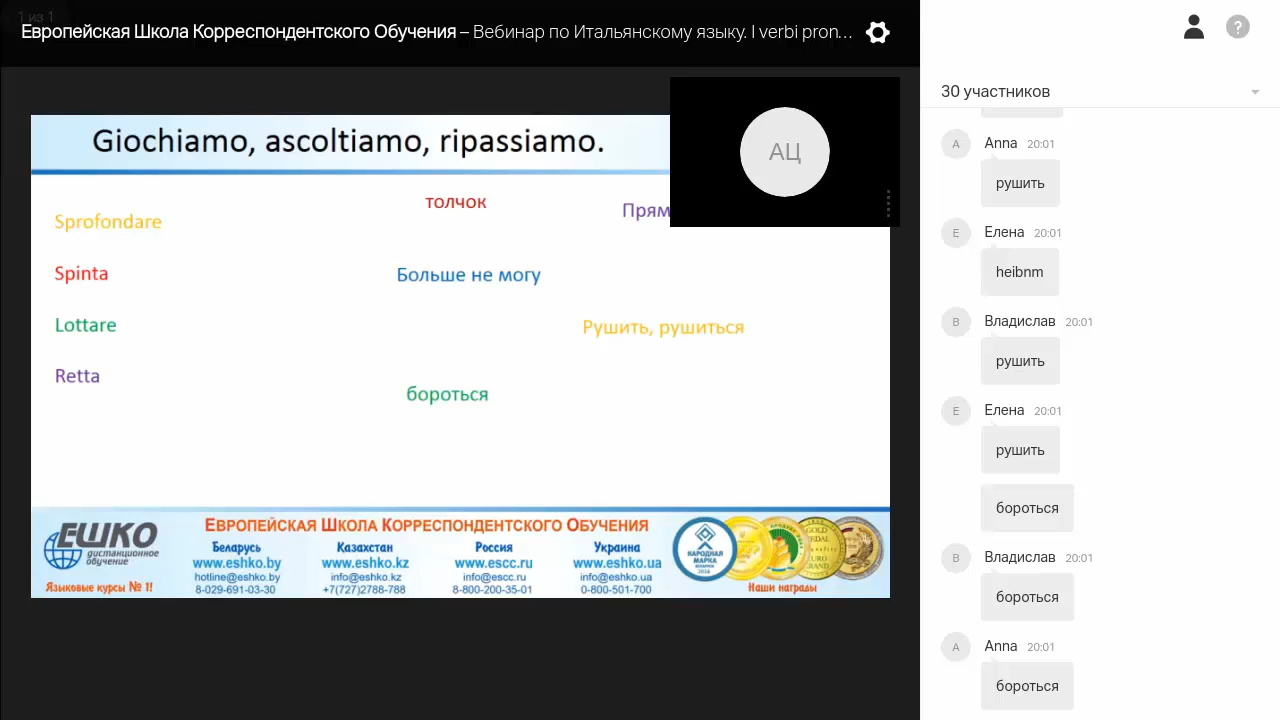 1 из 1
Европейская Школа Корреспондентского Обучения – Вебинар по Итальянскому языку. I verbi pron...
Giochiamo, ascoltiamo, ripassiamo.
АЦ
толчок
Прям
Sprofondare
Spinta
Больше не могу
Lottare
Рушить, рушиться
Retta
бороться
ЕШКО
дистанционное
обучение
Языковые курсы № 1!
ЕВРОПЕЙСКАЯ ШКОЛА КОРРЕСПОНДЕНТСКОГО ОБУЧЕНИЯ
Беларусь
www.eshko.by
hotline@eshko.by
8-029-691-03-30
Казахстан
www.eshko.kz
info@eshko.kz
+7(727)2788-788
Россия
www.escc.ru
info@escc.ru
8-800-200-35-01
Украина
www.eshko.ua
info@eshko.ua
0-800-501-700
НАРОДНАЯ
МАРКА
GOLD
MEDAL
Наши награды
?
30 участников
A
Anna 20:01
рушить
E
Елена 20:01
heibnm
B
Владислав 20:01
рушить
E
Елена 20:01
рушить
бороться
B
Владислав 20:01
бороться
A
Anna 20:01
бороться